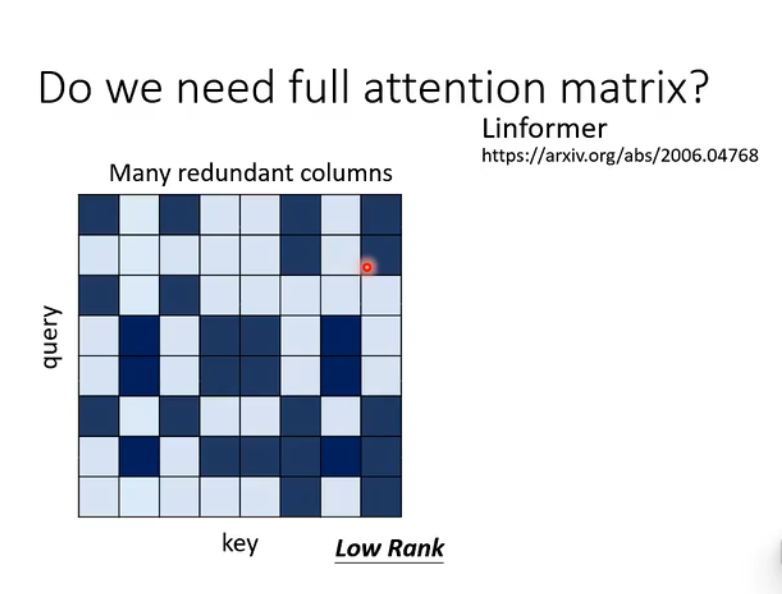 Do we need full attention matrix?
Linformer
https://arxiv.org/abs/2006.04768
Many redundant columns
query
key
Low Rank